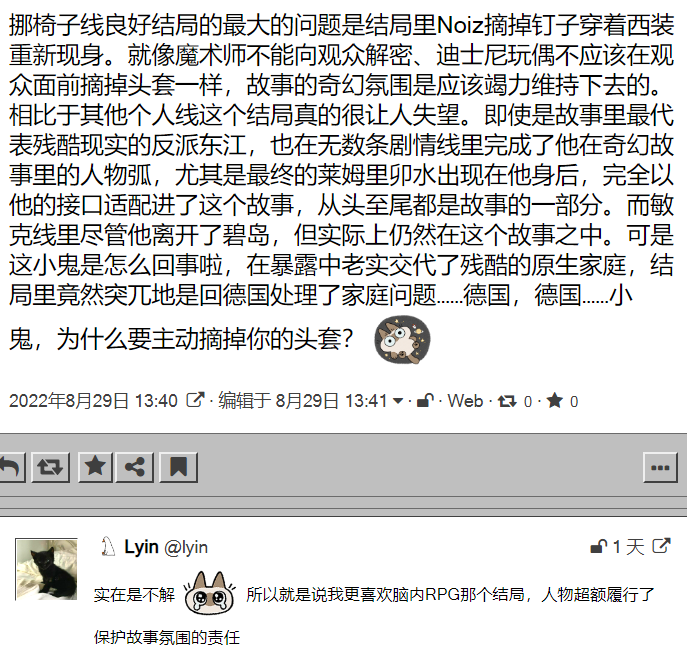 挪椅子线良好结局的最大的问题是结局里Noiz摘掉钉子穿着西装
重新现身。就像魔术师不能向观众解密、迪士尼玩偶不应该在观
众面前摘掉头套一样，故事的奇幻氛围是应该竭力维持下去的。
相比于其他个人线这个结局真的很让人失望。即使是故事里最代
表残酷现实的反派东江，也在无数条剧情线里完成了他在奇幻故
事里的人物弧，尤其是最终的莱姆里卯水出现在他身后，完全以
他的接口适配进了这个故事，从头至尾都是故事的一部分。而敏
克线里尽管他离开了碧岛，但实际上仍然在这个故事之中。可是
这小鬼是怎么回事啦，在暴露中老实交代了残酷的原生家庭，结
局里竟然突兀地是回德国处理了家庭问题......德国，德国......小
鬼，为什么要主动摘掉你的头套？
2022年8月29日 13:40 · 编辑于 8月29日 13:41 · Web · 0 · 0
Lyin @lyin 1 天
实在是不解 所以就是说我更喜欢脑内RPG那个结局，人物超额履行了
保护故事氛围的责任